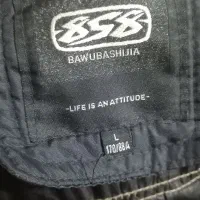 858
BAWUBASHIJIA
-LIFE IS AN ATTITUDE-
L
170/88A